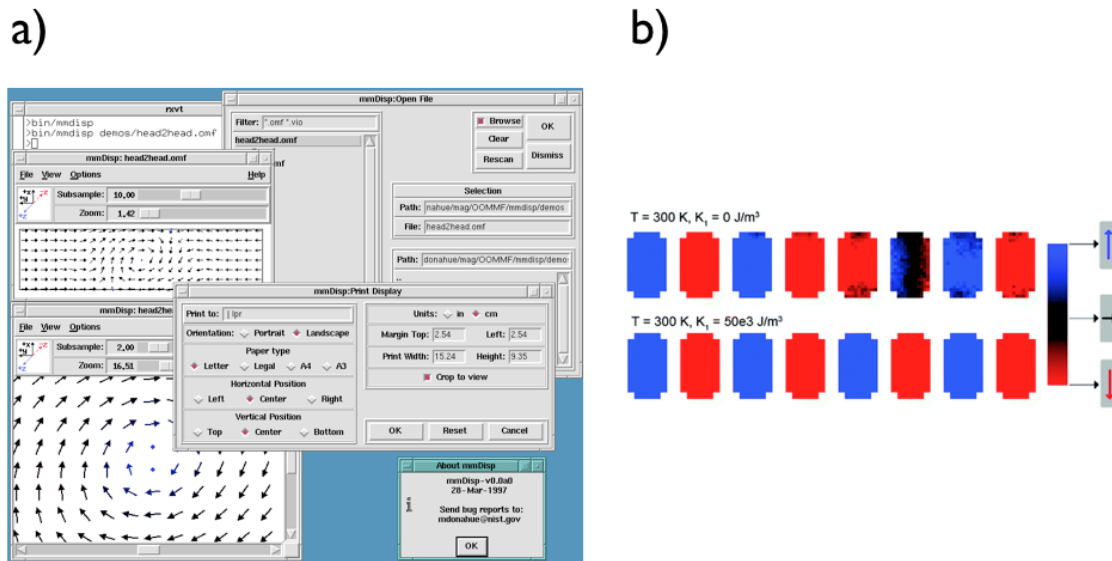 a)
b)
rxvt
>bin/mmdisp
>bin/mmdisp demos/head2head.omf
>
mmDisp:Open File
Filter: *.omf *.vio
head2head.omf
Browse
OK
Clear
Rescan
Dismiss
Selection
Path: nahue/mag/OOMMF/mmdisp/demos
File: head2head.omf
Path: donahue/mag/OOMMF/mmdisp/demo
mmDisp: head2head.omf
File View Options Help
Subsample: 10.00
Zoom: 1.42
mmDisp: hea
File View Options
Subsample: 2.00
Zoom: 16.51
mmDisp:Print Display
Print to: | lpr
Orientation: Portrait Landscape
Paper type
Letter Legal A4 A3
Horizontal Position
Left Center Right
Vertical Position
Top Center Bottom
Units: in cm
Margin Top: 2.54 Left: 2.54
Print Width: 15.24 Height: 9.35
Crop to view
OK Reset Cancel
About mmDisp
mmDisp-v0.0a0
28-Mar-1997
Send bug reports to:
mdonahue@nist.gov
OK
T = 300 K, K₁ = 0 J/m³
T = 300 K, K₁ = 50e3 J/m³